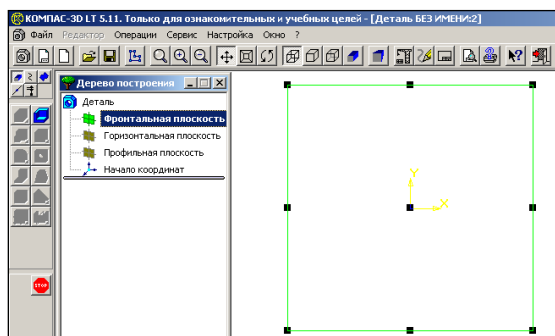 КОМПАС-3D LT 5.11. Только для ознакомительных и учебных целей - [Деталь БЕЗ ИМЕНИ:2]
Файл Редактор Операции Сервис Настройка Окно ?
Дерево построения
Деталь
Фронтальная плоскость
Горизонтальная плоскость
Профильная плоскость
Начало координат
Y
X
STOP